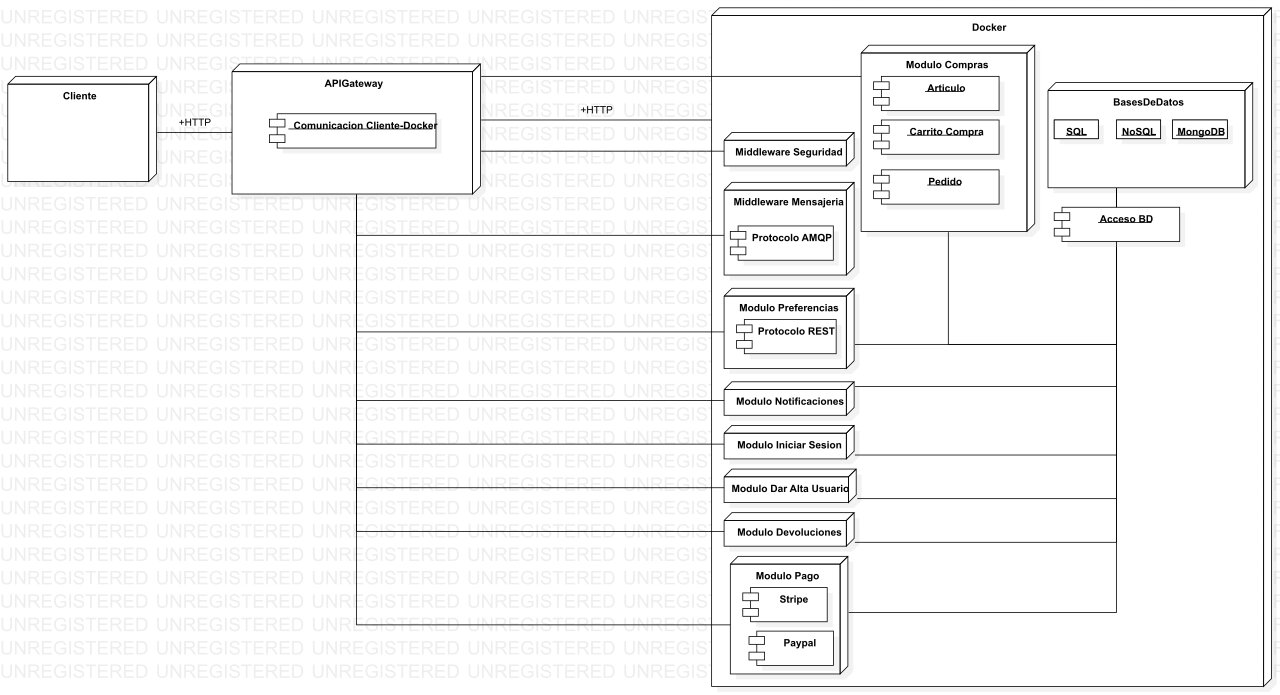 UNREGISTERED UNREGISTERED UNREGISTERED UNREGISTERED UNREGIS
Docker
Cliente
+HTTP
APIGateway
Comunicacion Cliente-Docker
+HTTP
Modulo Compras
Articulo
Carrito Compra
Pedido
BasesDeDatos
SQL
NoSQL
MongoDB
Acceso BD
Middleware Seguridad
Middleware Mensajeria
Protocolo AMQP
Modulo Preferencias
Protocolo REST
Modulo Notificaciones
Modulo Iniciar Sesion
Modulo Dar Alta Usuario
Modulo Devoluciones
Modulo Pago
Stripe
Paypal